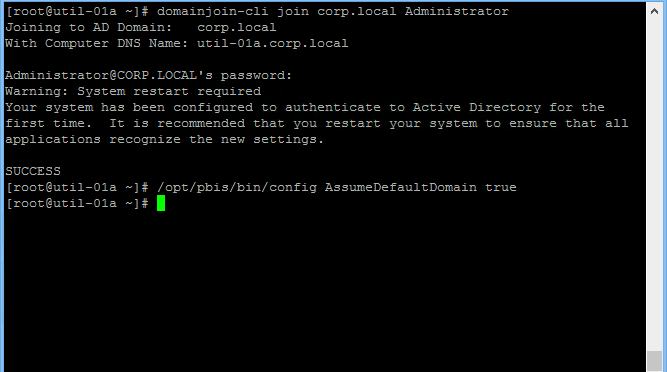 [root@util-01a ~]# domainjoin-cli join corp.local Administrator
Joining to AD Domain:   corp.local
With Computer DNS Name: util-01a.corp.local
Administrator@CORP.LOCAL's password:
Warning: System restart required
Your system has been configured to authenticate to Active Directory for the
first time.  It is recommended that you restart your system to ensure that all
applications recognize the new settings.
SUCCESS
[root@util-01a ~]# /opt/pbis/bin/config AssumeDefaultDomain true
[root@util-01a ~]#